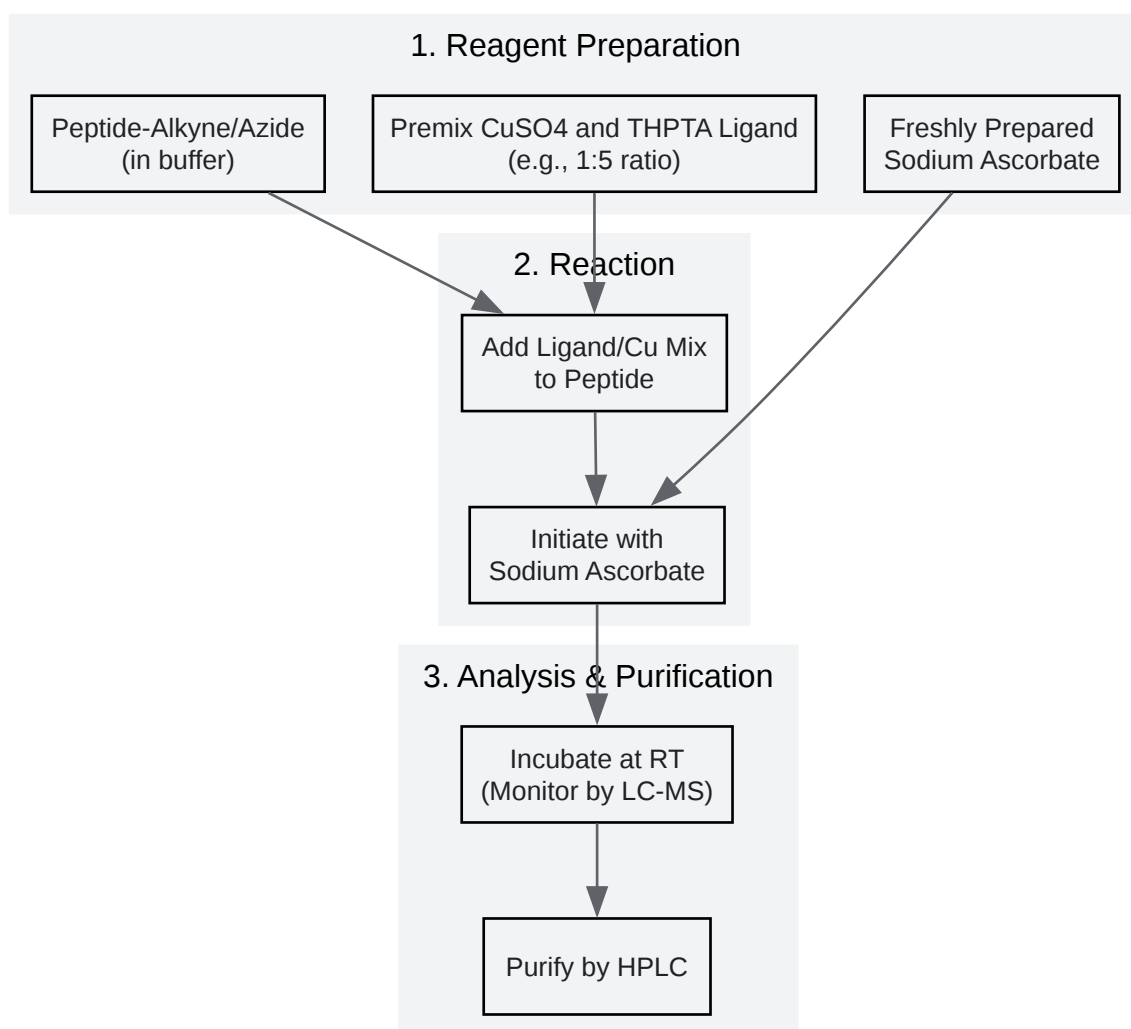 1. Reagent Preparation
Peptide-Alkyne/Azide
(in buffer)
Premix CuSO4 and THPTA Ligand
(e.g., 1:5 ratio)
Freshly Prepared
Sodium Ascorbate
2. Reaction
Add Ligand/Cu Mix
to Peptide
Initiate with
Sodium Ascorbate
3. Analysis & Purification
Incubate at RT
(Monitor by LC-MS)
Purify by HPLC